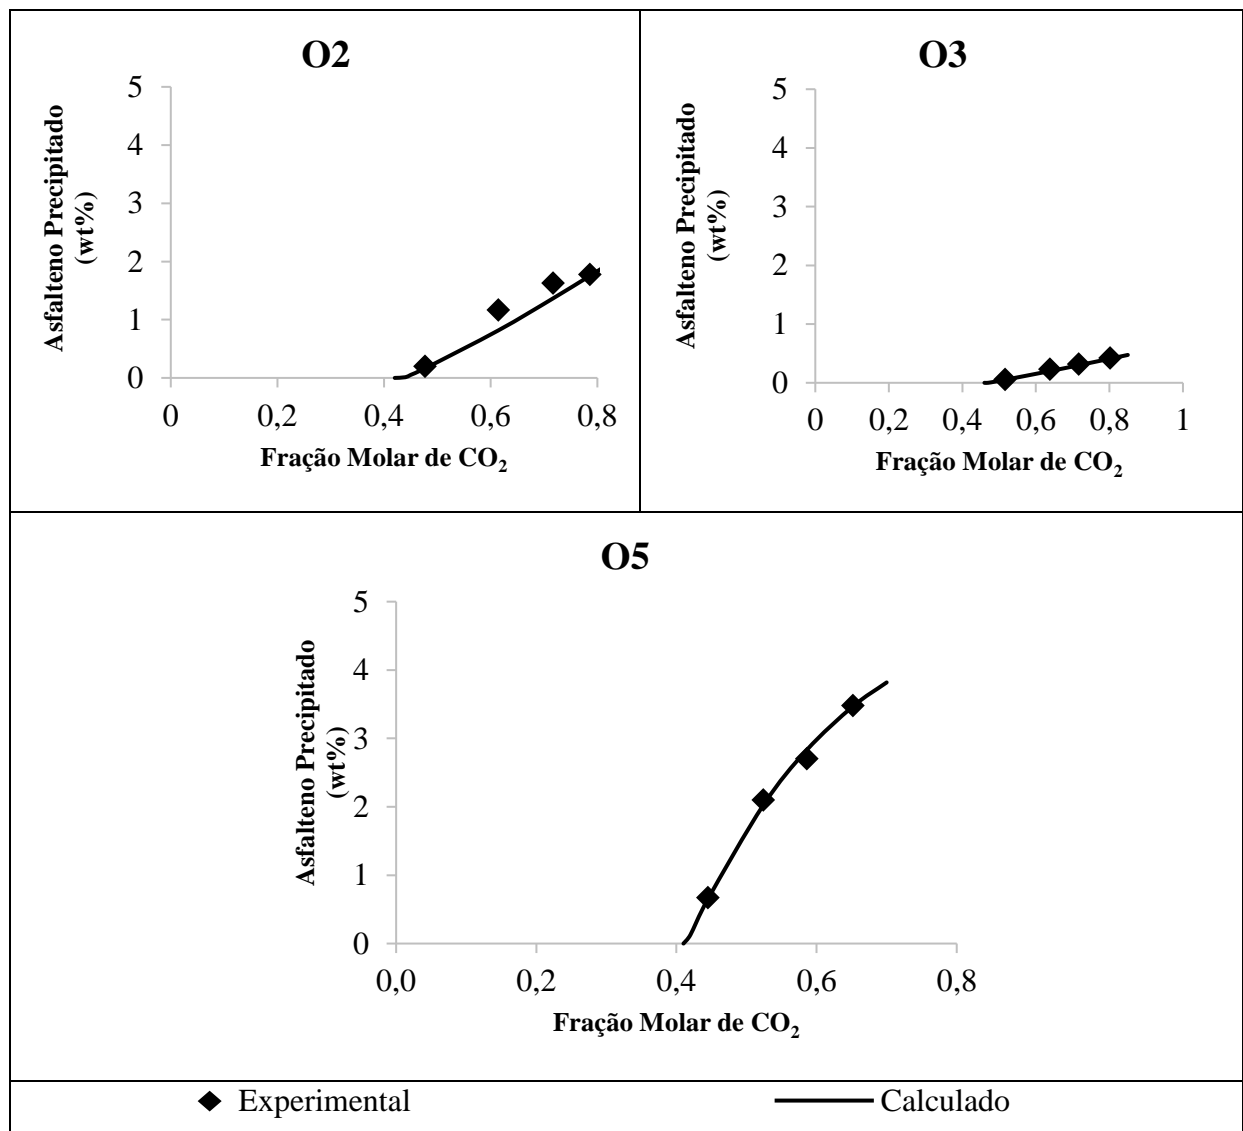 O2
Asfalteno Precipitado
(wt%)
5
4
3
2
1
0
0 0,2 0,4 0,6 0,8
Fração Molar de CO₂
O3
Asfalteno Precipitado
(wt%)
5
4
3
2
1
0
0 0,2 0,4 0,6 0,8 1
Fração Molar de CO₂
O5
Asfalteno Precipitado
(wt%)
5
4
3
2
1
0
0,0 0,2 0,4 0,6 0,8
Fração Molar de CO₂
Experimental
Calculado